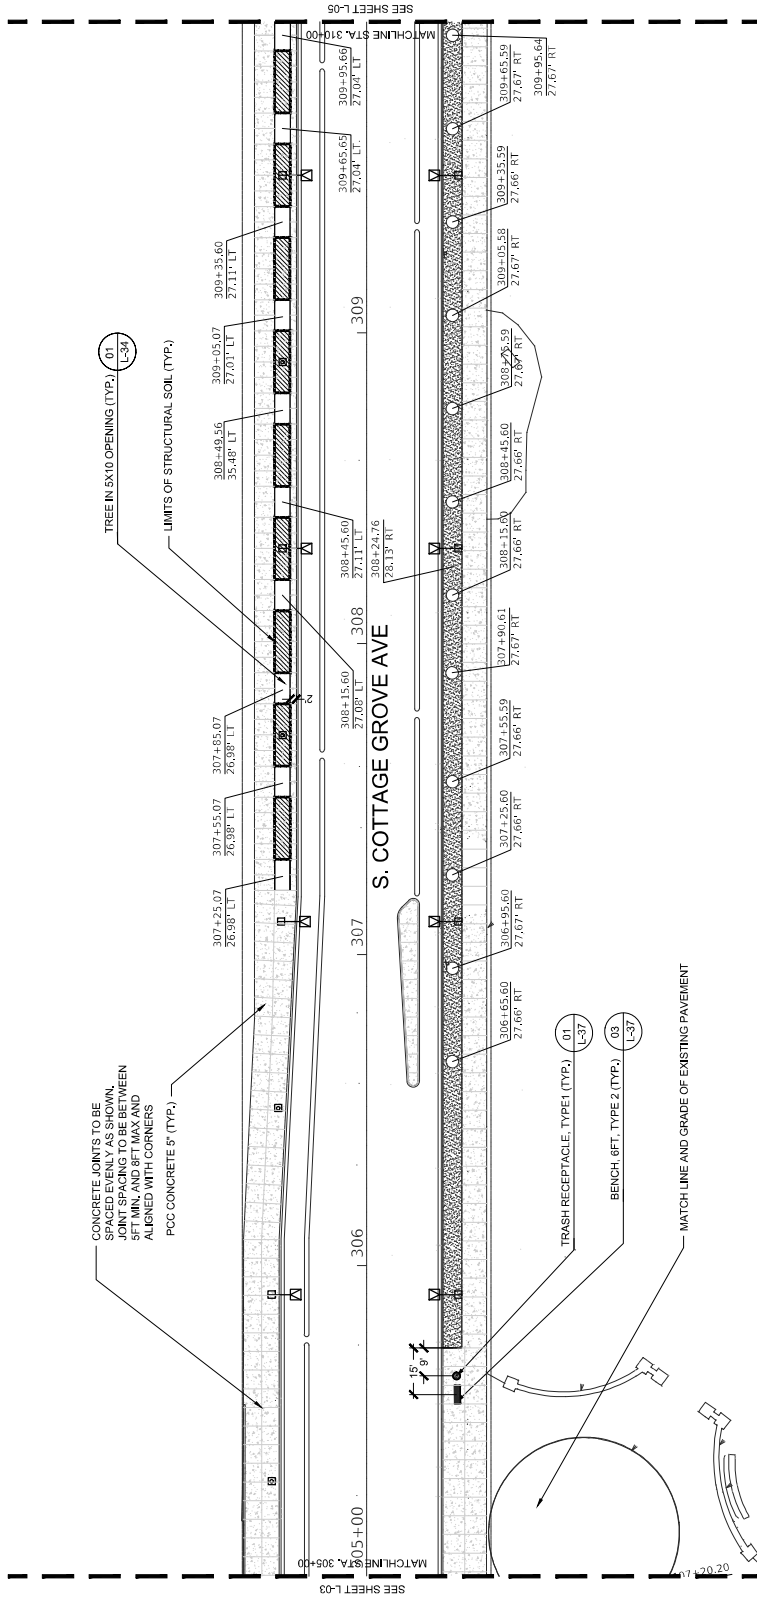 SEE SHEET L-05
MATCHLINE STA. 310+00
309+95.66
27.04' LT
309+65.65
27.04' LT.
309+35.60
27.11' LT
309+05.07
27.01' LT
308+49.56
35.48' LT
308+45.60
27.11' LT
308+24.76
28.13' RT
308+15.60
27.08' LT
307+85.07
26.98' LT
307+55.07
26.98' LT
307+25.07
26.98' LT
2'
TREE IN 5X10 OPENING (TYP.)
01
L-34
LIMITS OF STRUCTURAL SOIL (TYP.)
CONCRETE JOINTS TO BE
SPACED EVENLY AS SHOWN.
JOINT SPACING TO BE BETWEEN
5FT MIN. AND 8FT MAX AND
ALIGNED WITH CORNERS
PCC CONCRETE 5" (TYP.)
309
308
307
306
305+00
S. COTTAGE GROVE AVE
309+95.64
27.67' RT
309+65.59
27.67' RT
309+35.59
27.66' RT
309+05.58
27.67' RT
308+75.59
27.67' RT
308+45.60
27.66' RT
308+15.60
27.66' RT
307+90.61
27.67' RT
307+55.59
27.66' RT
307+25.60
27.66' RT
306+95.60
27.67' RT
306+65.60
27.66' RT
15'
9'
TRASH RECEPTACLE, TYPE1 (TYP.)
01
L-37
BENCH, 6FT, TYPE 2 (TYP.)
03
L-37
MATCH LINE AND GRADE OF EXISTING PAVEMENT
MATCHLINE STA. 305+00
SEE SHEET L-03